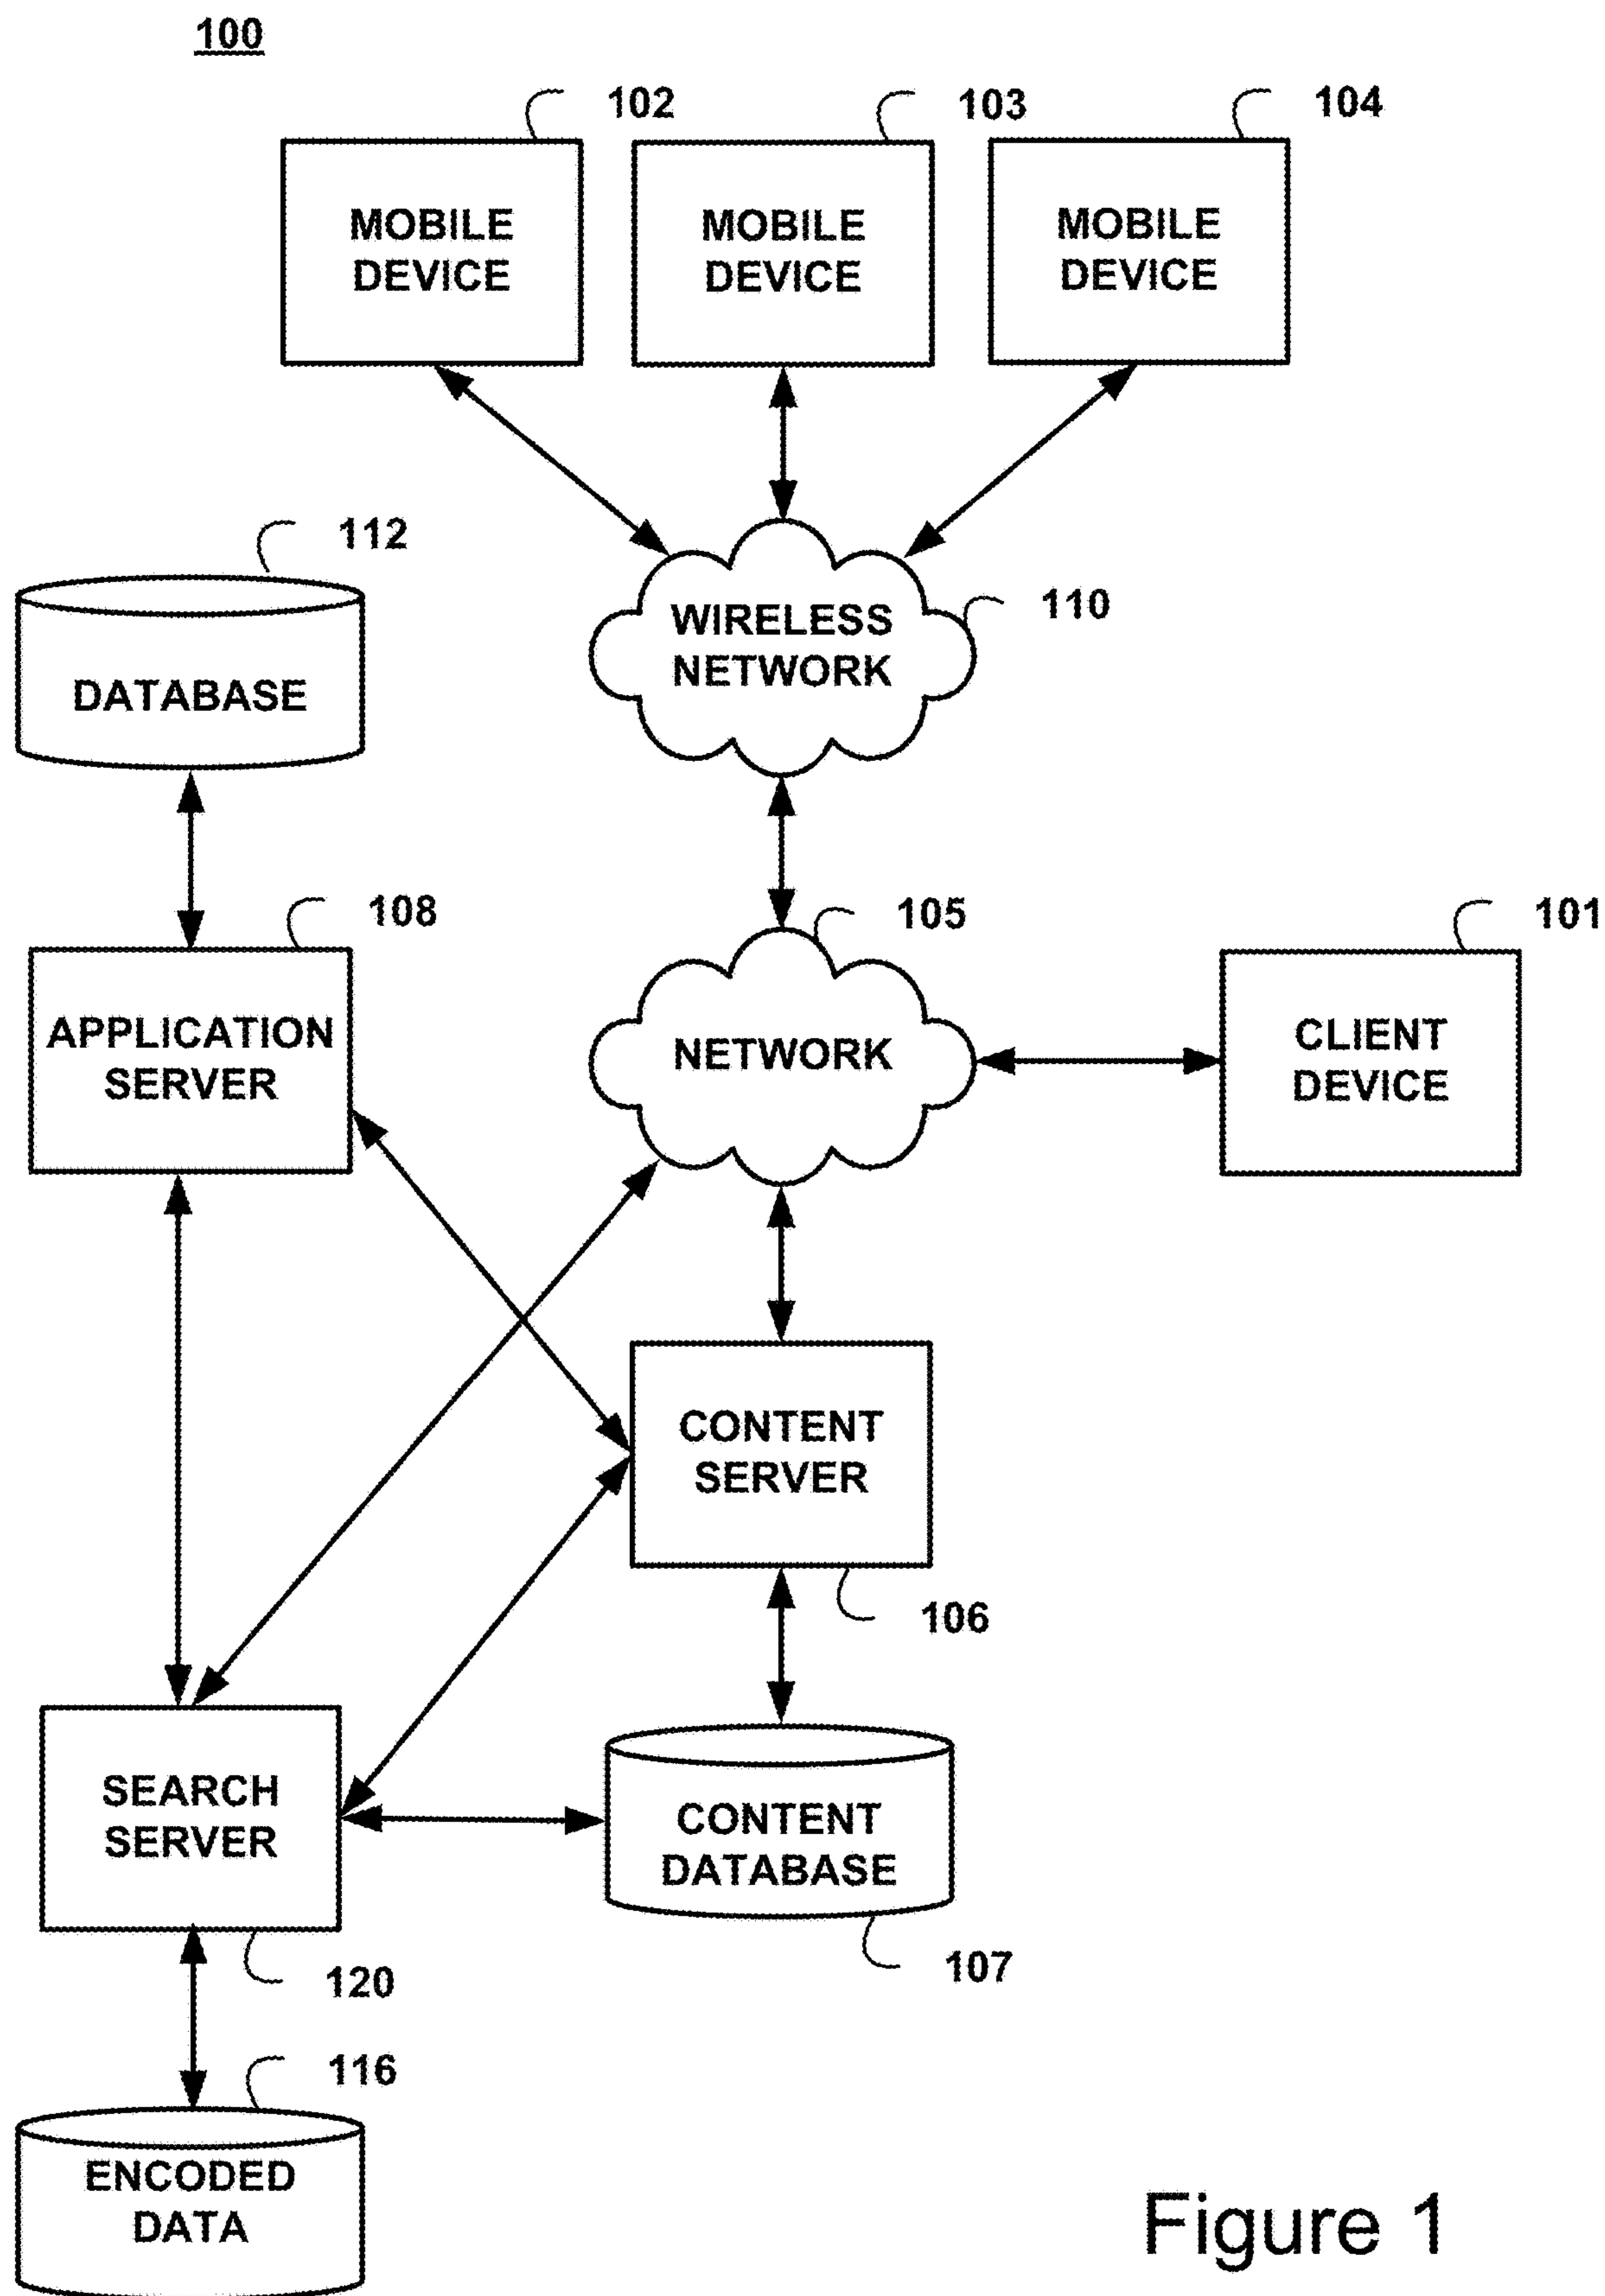 100
102
103
104
MOBILE
DEVICE
MOBILE
DEVICE
MOBILE
DEVICE
112
DATABASE
WIRELESS
NETWORK
110
108
APPLICATION
SERVER
105
NETWORK
101
CLIENT
DEVICE
CONTENT
SERVER
106
SEARCH
SERVER
120
CONTENT
DATABASE
107
116
ENCODED
DATA
Figure 1